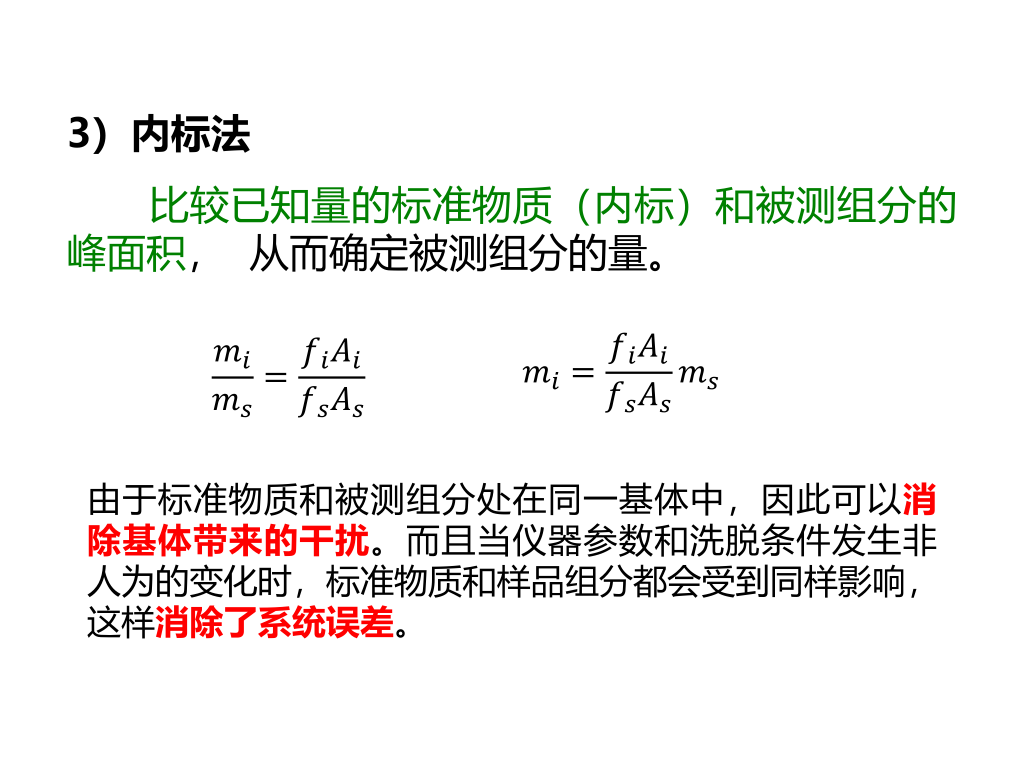 3）内标法
比较已知量的标准物质（内标）和被测组分的
峰面积， 从而确定被测组分的量。
$\frac{m_i}{m_s} = \frac{f_i A_i}{f_s A_s}$  $m_i = \frac{f_i A_i}{f_s A_s} m_s$
由于标准物质和被测组分处在同一基体中，因此可以消
除基体带来的干扰。而且当仪器参数和洗脱条件发生非
人为的变化时，标准物质和样品组分都会受到同样影响，
这样消除了系统误差。